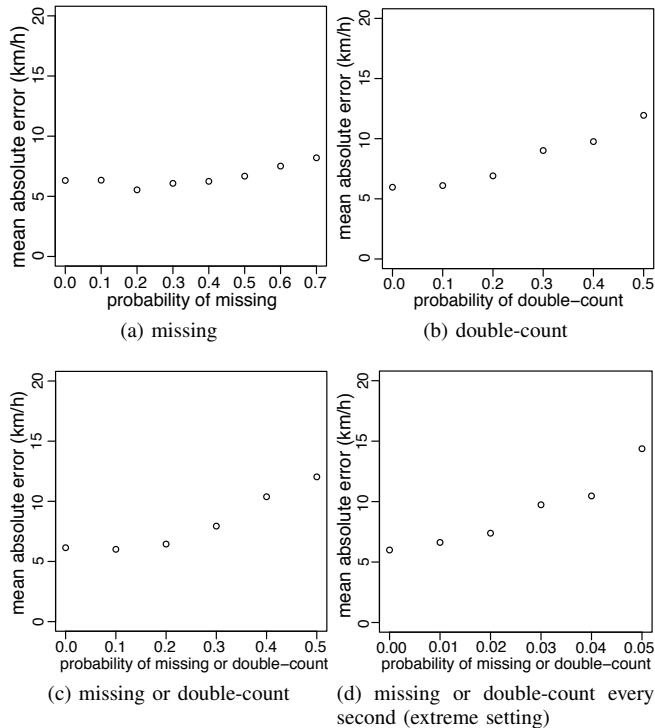 mean absolute error (km/h)
20
15
10
5
0
0.0 0.1 0.2 0.3 0.4 0.5 0.6 0.7
probability of missing
(a) missing
mean absolute error (km/h)
20
15
10
5
0
0.0 0.1 0.2 0.3 0.4 0.5
probability of double−count
(b) double-count
mean absolute error (km/h)
20
15
10
5
0
0.0 0.1 0.2 0.3 0.4 0.5
probability of missing or double−count
(c) missing or double-count
mean absolute error (km/h)
20
15
10
5
0
0.00 0.01 0.02 0.03 0.04 0.05
probability of missing or double−count
(d) missing or double-count every
second (extreme setting)